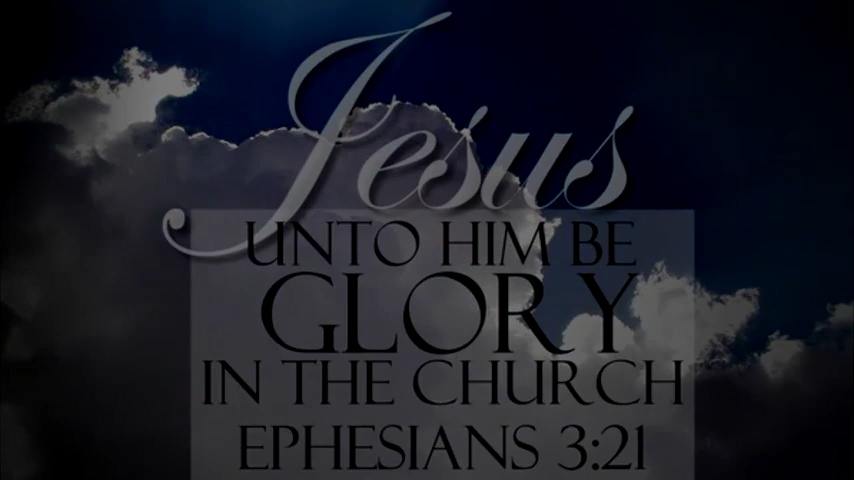 Jesus
UNTO HIM BE
GLORY
IN THE CHURCH
EPHESIANS 3:21